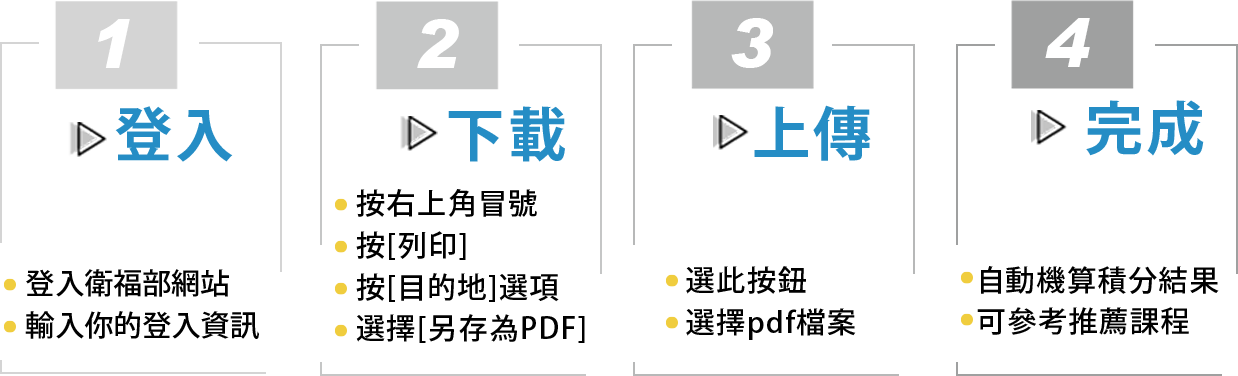 1
登入
登入衛福部網站
輸入你的登入資訊
2
下載
按右上角冒號
按[列印]
按[目的地]選項
選擇[另存為PDF]
3
上傳
選此按鈕
選擇pdf檔案
4
完成
自動機算積分結果
可參考推薦課程